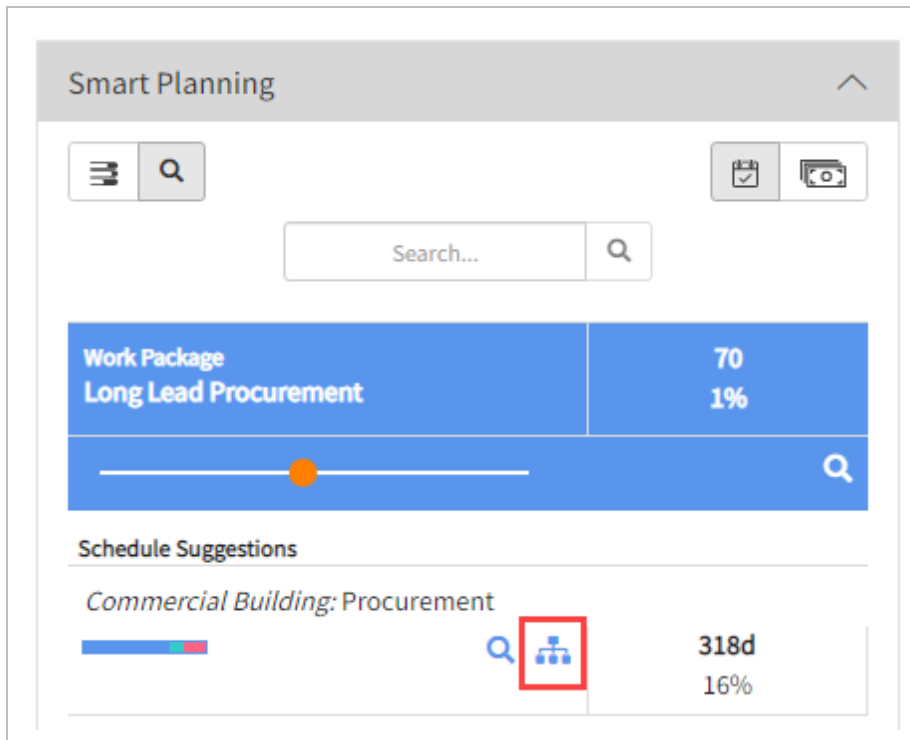 Smart Planning
Search...
Work Package
70
Long Lead Procurement
1%
Schedule Suggestions
Commercial Building: Procurement
318d
16%